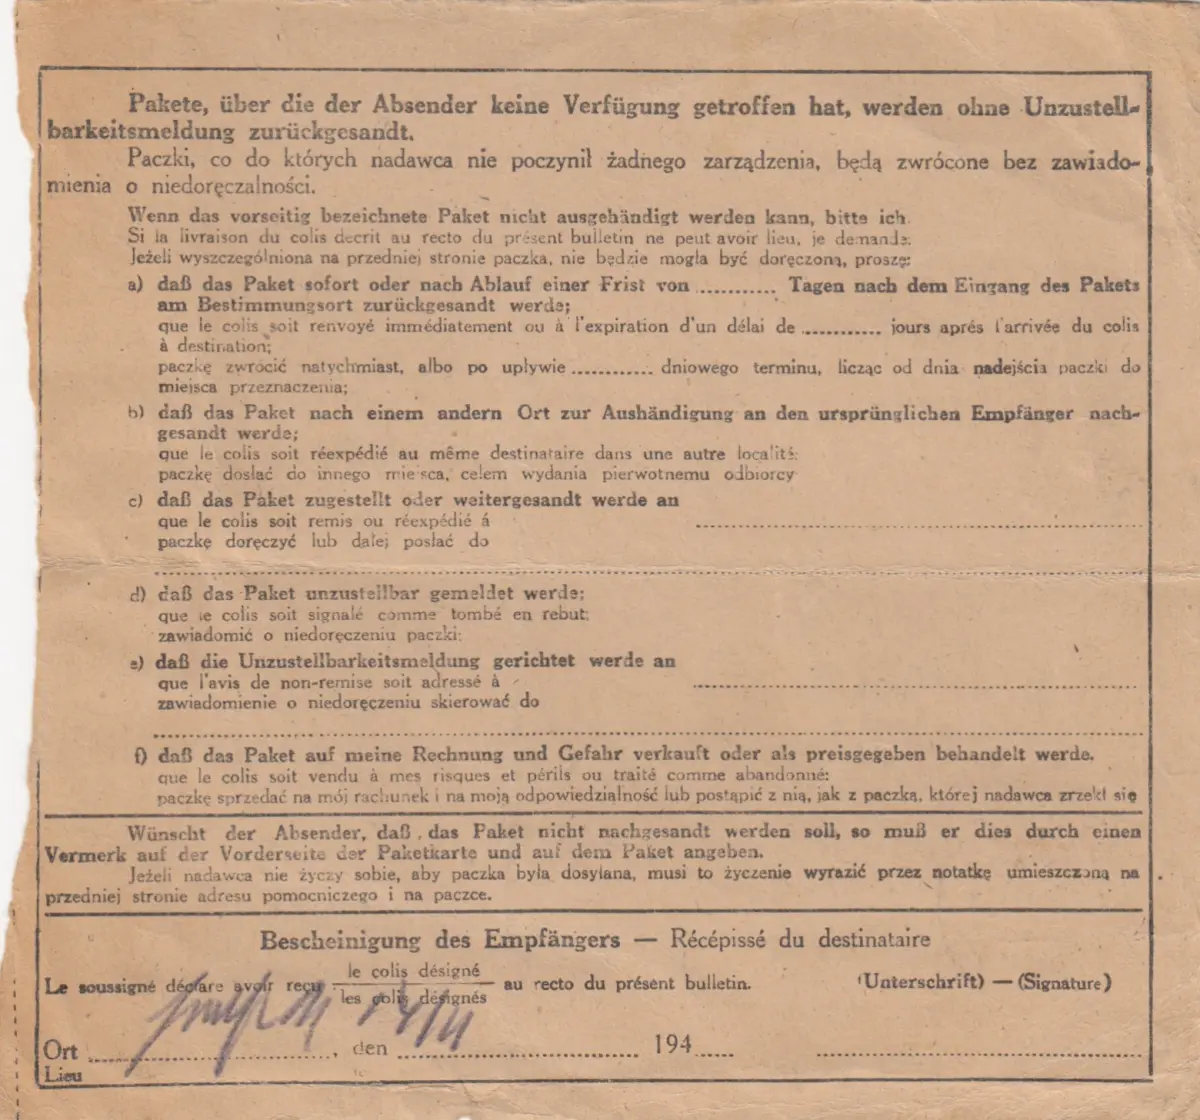 Pakete, über die der Absender keine Verfügung getroffen hat, werden ohne Unzustell-
barkeitsmeldung zurückgesandt.
Paczki, co do których nadawca nie poczynił żadnego zarządzenia, będą zwrócone bez zawiado-
mienia o niedoręczalności.
Wenn das vorseitig bezeichnete Paket nicht ausgehändigt werden kann, bitte ich
Si la livraison du colis décrit au recto du présent bulletin ne peut avoir lieu, je demande:
Jeżeli wyszczególniona na przedniej stronie paczka, nie będzie mogla być doręczoną, proszę:
a) daß das Paket sofort oder nach Ablauf einer Frist von ............ Tagen nach dem Eingang des Pakets
am Bestimmungsort zurückgesandt werde;
que le colis soit renvoyé immédiatement ou à l'expiration d'un délai de ............ jours aprés l'arrivée du colis
à destination;
paczkę zwrócić natychmiast, albo po upływie ............ dniowego terminu, licząc od dnia nadejścia paczki do
miejsca przeznaczenia;
b) daß das Paket nach einem andern Ort zur Aushändigung an den ursprünglichen Empfänger nach-
gesandt werde;
que le colis soit réexpédié au même destinataire dans une autre localité:
paczkę dosłać do innego miejsca, celem wydania pierwotnemu odbiorcy
c) daß das Paket zugestellt oder weitergesandt werde an
que le colis soit remis ou réexpédié á
paczkę doręczyć lub dalej posłać do
d) daß das Paket unzustellbar gemeldet werde;
que le colis soit signalé comme tombé en rebut;
zawiadomić o niedoręczeniu paczki;
e) daß die Unzustellbarkeitsmeldung gerichtet werde an
que l'avis de non-remise soit adressé à
zawiadomienie o niedoręczeniu skierować do
f) daß das Paket auf meine Rechnung und Gefahr verkauft oder als preisgegeben behandelt werde.
que le colis soit vendu à mes risques et périls ou traité comme abandonné:
paczkę sprzedać na mój rachunek i na moją odpowiedzialność lub postąpić z nią, jak z paczką, której nadawca zrzekł się
Wünscht der Absender, daß das Paket nicht nachgesandt werden soll, so muß er dies durch einen
Vermerk auf der Vorderseite der Paketkarte und auf dem Paket angeben.
Jeżeli nadawca nie życzy sobie, aby paczka była dosyłana, musi to życzenie wyrazić przez notatkę umieszczoną na
przedniej stronie adresu pomocniczego i na paczce.
Bescheinigung des Empfängers — Récépissé du destinataire
le colis désigné
Le soussigné déclare avoir reçu au recto du présent bulletin. (Unterschrift) — (Signature)
les colis désignés
Ort ............, den ............ 194......
Lieu